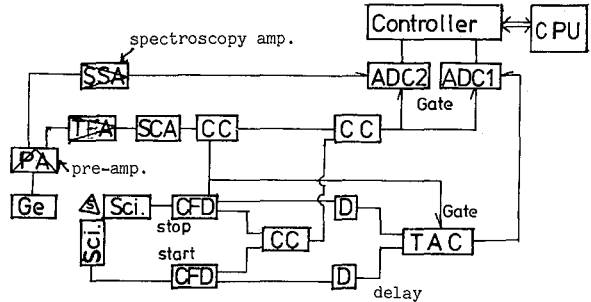 Controller
CPU
spectroscopy amp.
SSA
ADC2
ADC1
Gate
TFA
SCA
CC
CC
PA
pre-amp.
Ge
S
Sci.
CFD
D
Gate
stop
Sci.
CC
TAC
start
CFD
D
delay